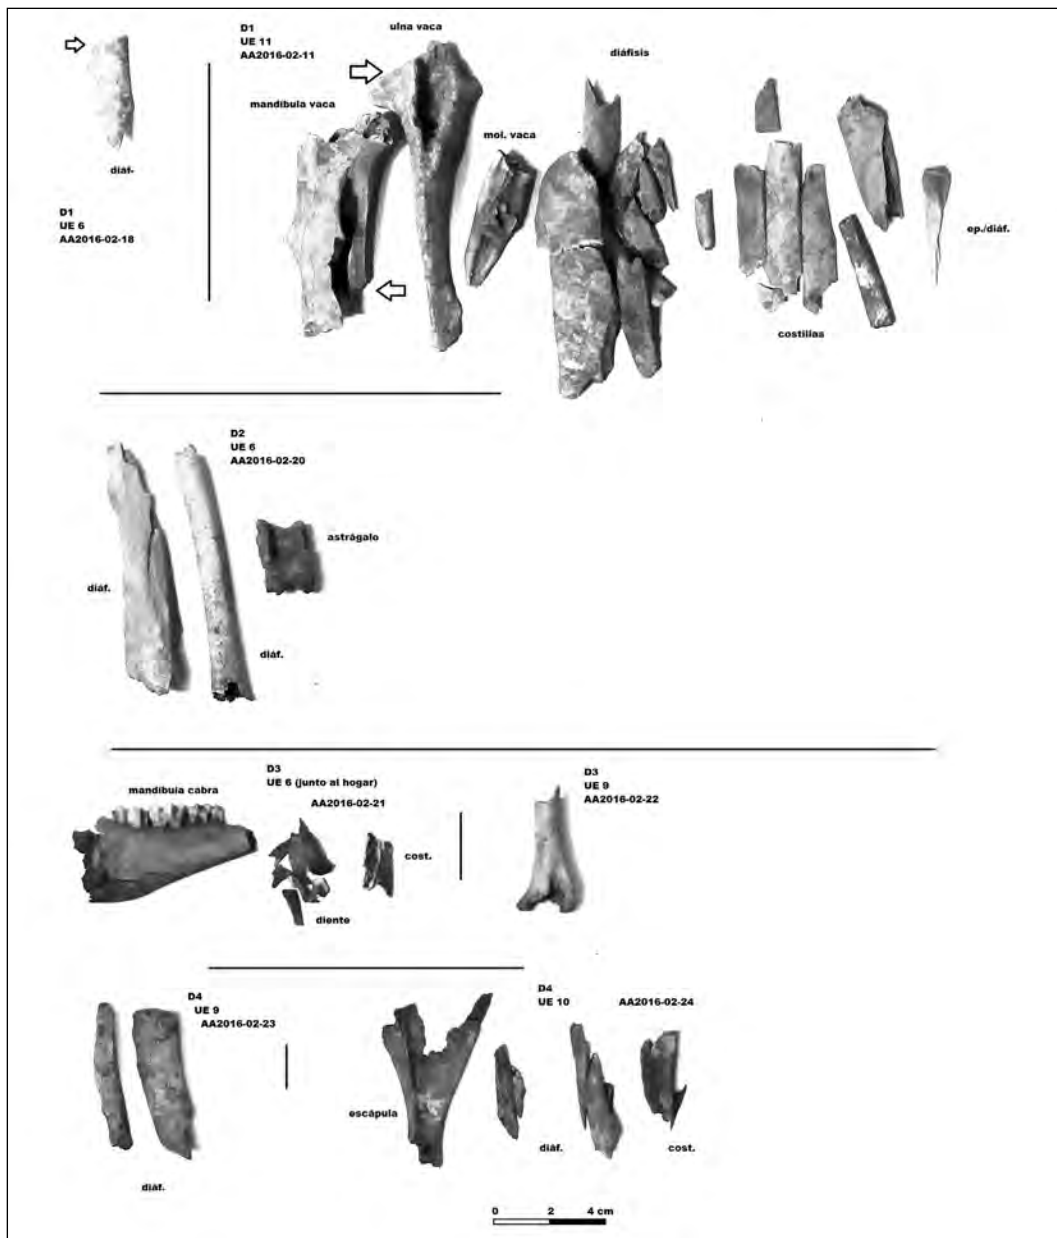 diáf-
D1
UE 6
AA2016-02-18
D1
UE 11
AA2016-02-11
ulna vaca
mandíbula vaca
mol. vaca
diáfisis
costillas
ep./diáf.
D2
UE 6
AA2016-02-20
diáf.
diáf.
astrágalo
mandíbula cabra
D3
UE 6 (junto al hogar)
AA2016-02-21
diente
cost.
D3
UE 9
AA2016-02-22
D4
UE 9
AA2016-02-23
diáf.
D4
UE 10 AA2016-02-24
escápula
diáf.
cost.
0 2 4 cm